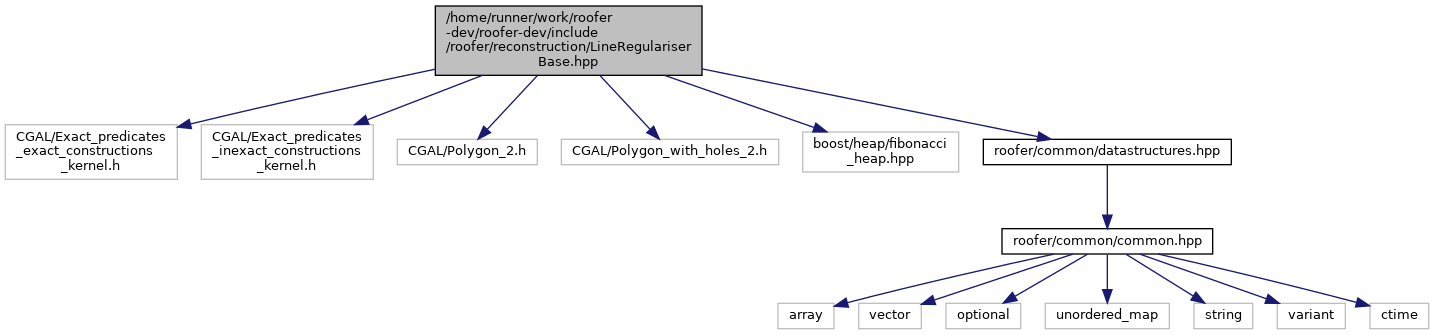 /home/runner/work/roofer
-dev/roofer-dev/include
/roofer/reconstruction/LineRegulariser
Base.hpp
CGAL/Exact_predicates
_exact_constructions
_kernel.h
CGAL/Exact_predicates
_inexact_constructions
_kernel.h
CGAL/Polygon_2.h
CGAL/Polygon_with_holes_2.h
boost/heap/fibonacci
_heap.hpp
roofer/common/datastructures.hpp
roofer/common/common.hpp
array
vector
optional
unordered_map
string
variant
ctime